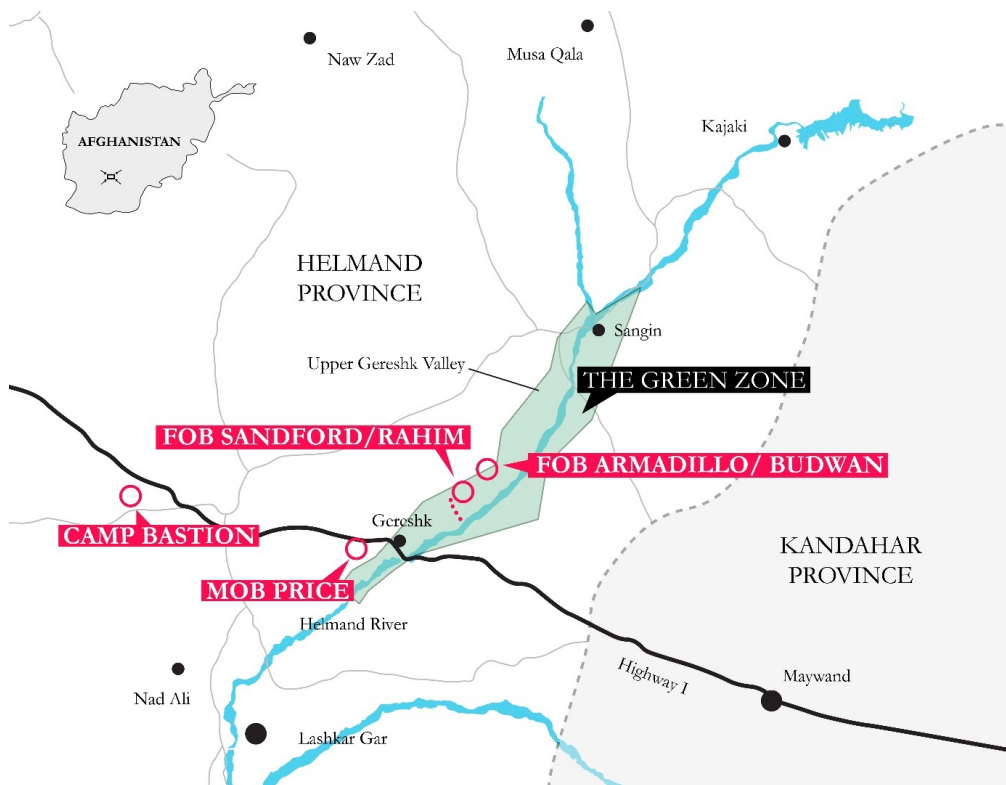 Naw Zad
Musa Qala
Kajaki
AFGHANISTAN
HELMAND
PROVINCE
Sangin
Upper Gereshk Valley
THE GREEN ZONE
FOB SANDFORD/RAHIM
FOB ARMADILLO/ BUDWAN
Gereshk
CAMP BASTION
KANDAHAR
PROVINCE
MOB PRICE
Helmand River
Highway I
Maywand
Nad Ali
Lashkar Gar